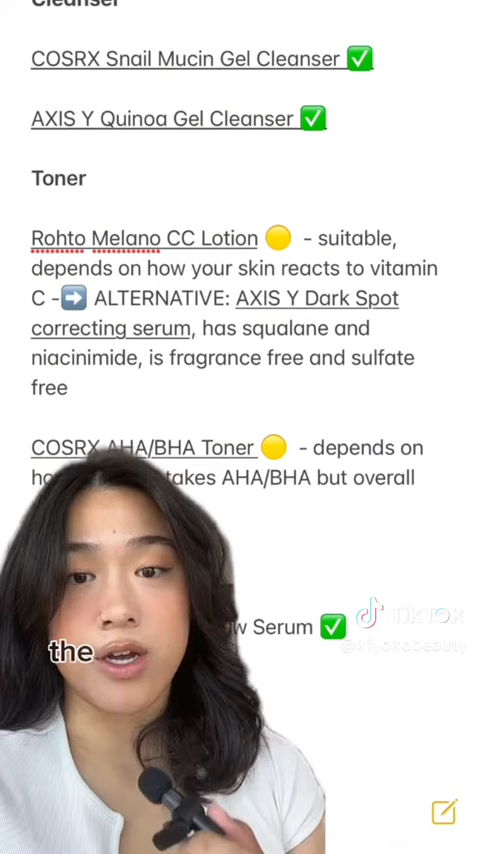 Cleanser
COSRX Snail Mucin Gel Cleanser ✅
AXIS Y Quinoa Gel Cleanser ✅
Toner
Rohto Melano CC Lotion 🟡 - suitable,
depends on how your skin reacts to vitamin
C -➡️ ALTERNATIVE: AXIS Y Dark Spot
correcting serum, has squalane and
niacinimide, is fragrance free and sulfate
free
COSRX AHA/BHA Toner 🟡 - depends on
takes AHA/BHA but overall
Serum ✅
TikTok
@kiyokobeauty
the